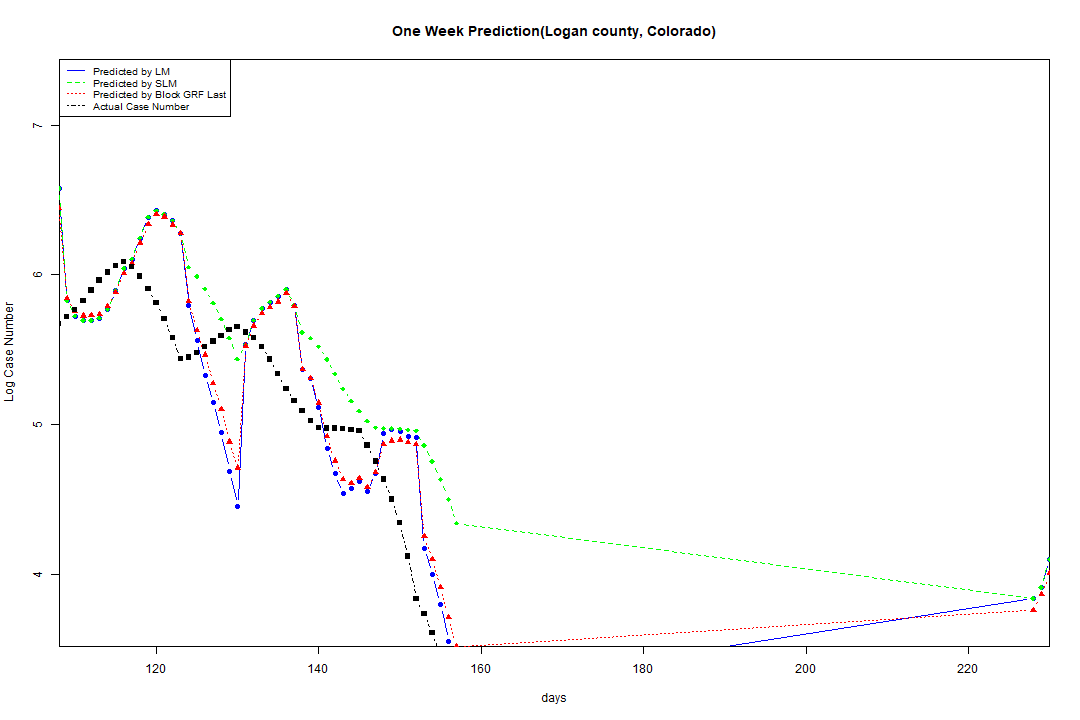 One Week Prediction(Logan county, Colorado)
Predicted by LM
Predicted by SLM
Predicted by Block GRF Last
Actual Case Number
7
6
5
4
Log Case Number
120 140 160 180 200 220
days